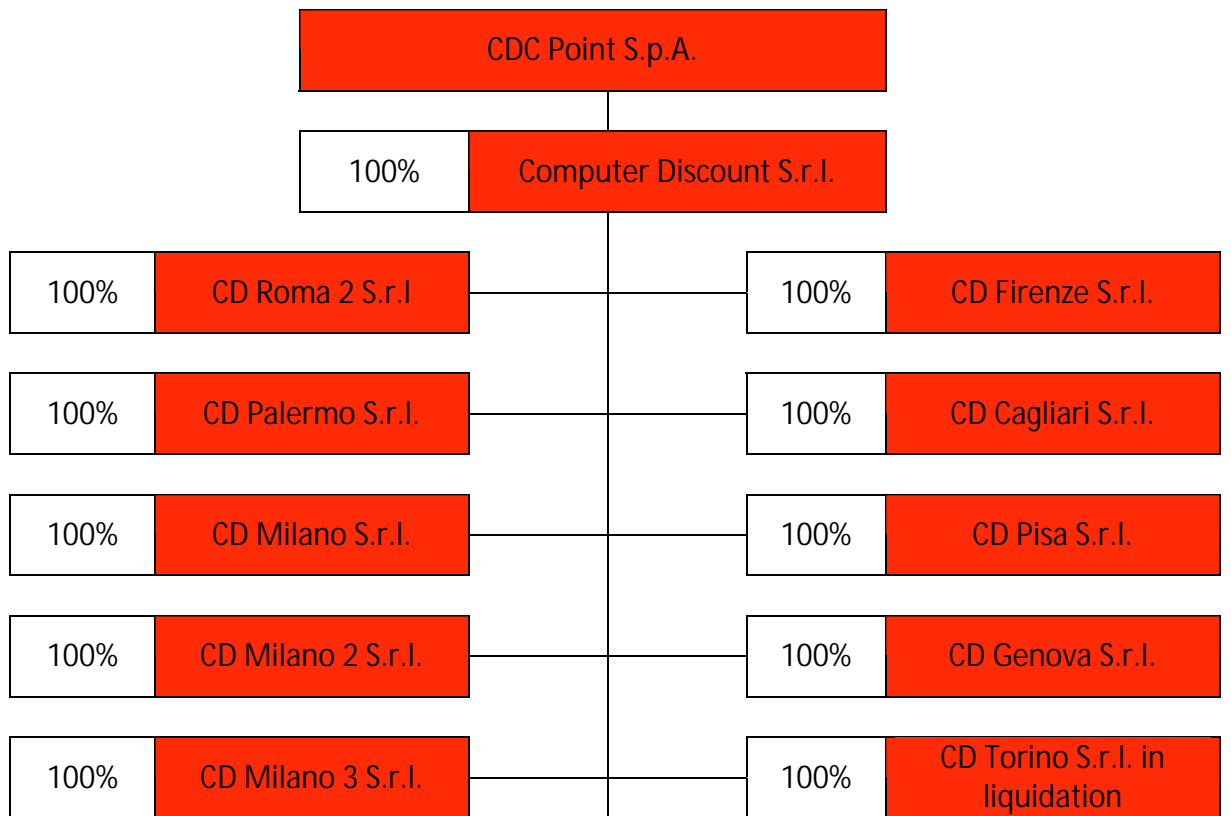 CDC Point S.p.A.
100% Computer Discount S.r.l.
100% CD Roma 2 S.r.l 100% CD Firenze S.r.l.
100% CD Palermo S.r.l. 100% CD Cagliari S.r.l.
100% CD Milano S.r.l. 100% CD Pisa S.r.l.
100% CD Milano 2 S.r.l. 100% CD Genova S.r.l.
100% CD Milano 3 S.r.l. 100% CD Torino S.r.l. in
liquidation